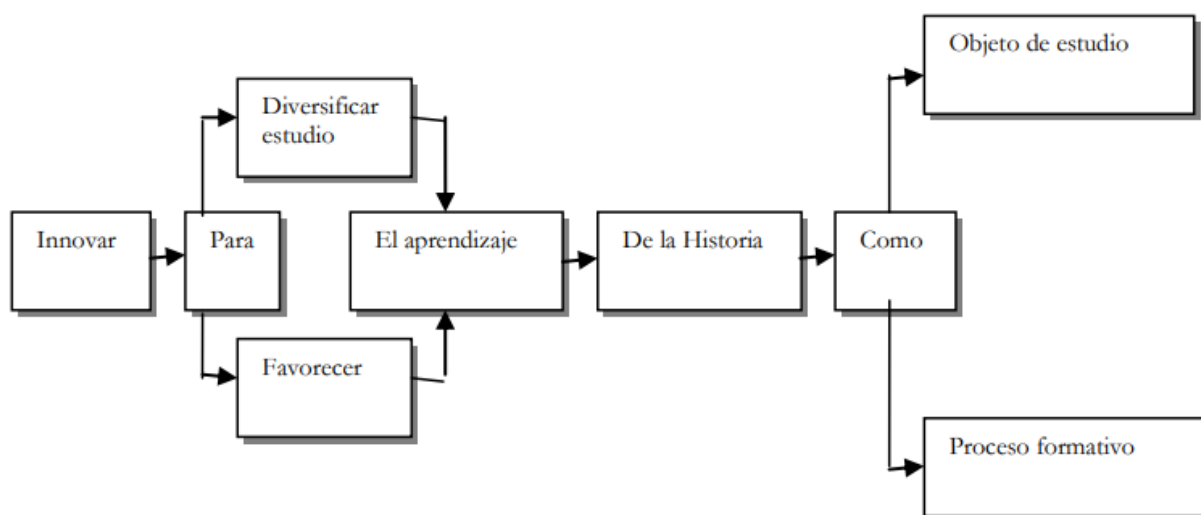 Objeto de estudio
Diversificar
estudio
Innovar
Para
El aprendizaje
De la Historia
Como
Favorecer
Proceso formativo